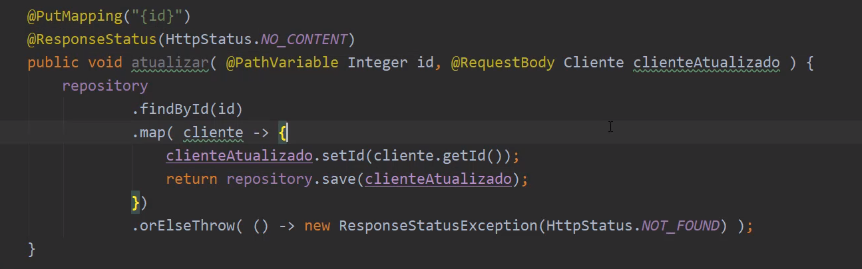 @PutMapping("{id}")
@ResponseStatus(HttpStatus.NO_CONTENT)
public void atualizar( @PathVariable Integer id, @RequestBody Cliente clienteAtualizado ) {
repository
.findById(id)
.map( cliente -> {
clienteAtualizado.setId(cliente.getId());
return repository.save(clienteAtualizado);
})
.orElseThrow( () -> new ResponseStatusException(HttpStatus.NOT_FOUND) );
}